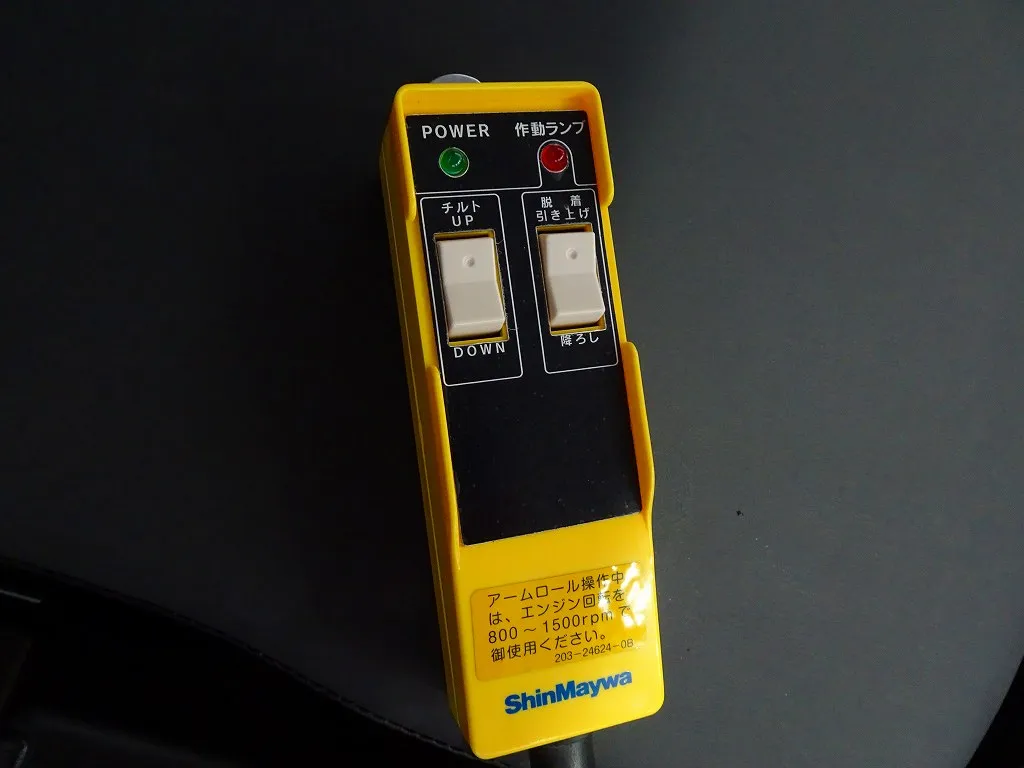 POWER 作動ランプ
チルト
UP
DOWN
脱 着
引き上げ
降ろし
アームロール操作中
は、エンジン回転を
800～1500rpmで
御使用ください。
203-24624-0B
ShinMaywa